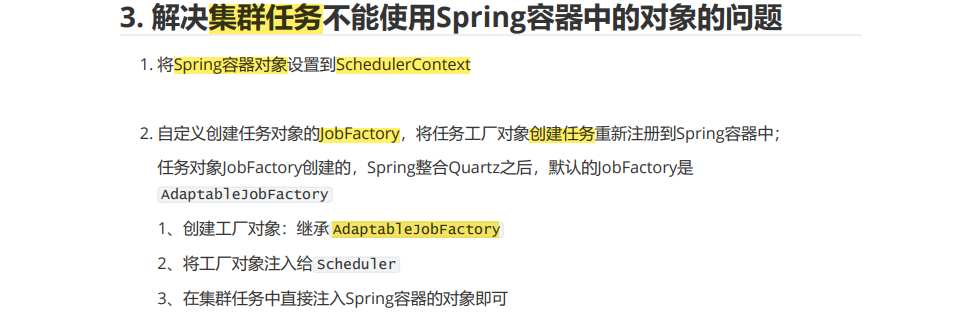 3. 解决集群任务不能使用Spring容器中的对象的问题
1. 将Spring容器对象设置到SchedulerContext
2. 自定义创建任务对象的JobFactory，将任务工厂对象创建任务重新注册到Spring容器中；
任务对象JobFactory创建的，Spring整合Quartz之后，默认的JobFactory是
AdaptableJobFactory
1、创建工厂对象：继承 AdaptableJobFactory
2、将工厂对象注入给 Scheduler
3、在集群任务中直接注入Spring容器的对象即可